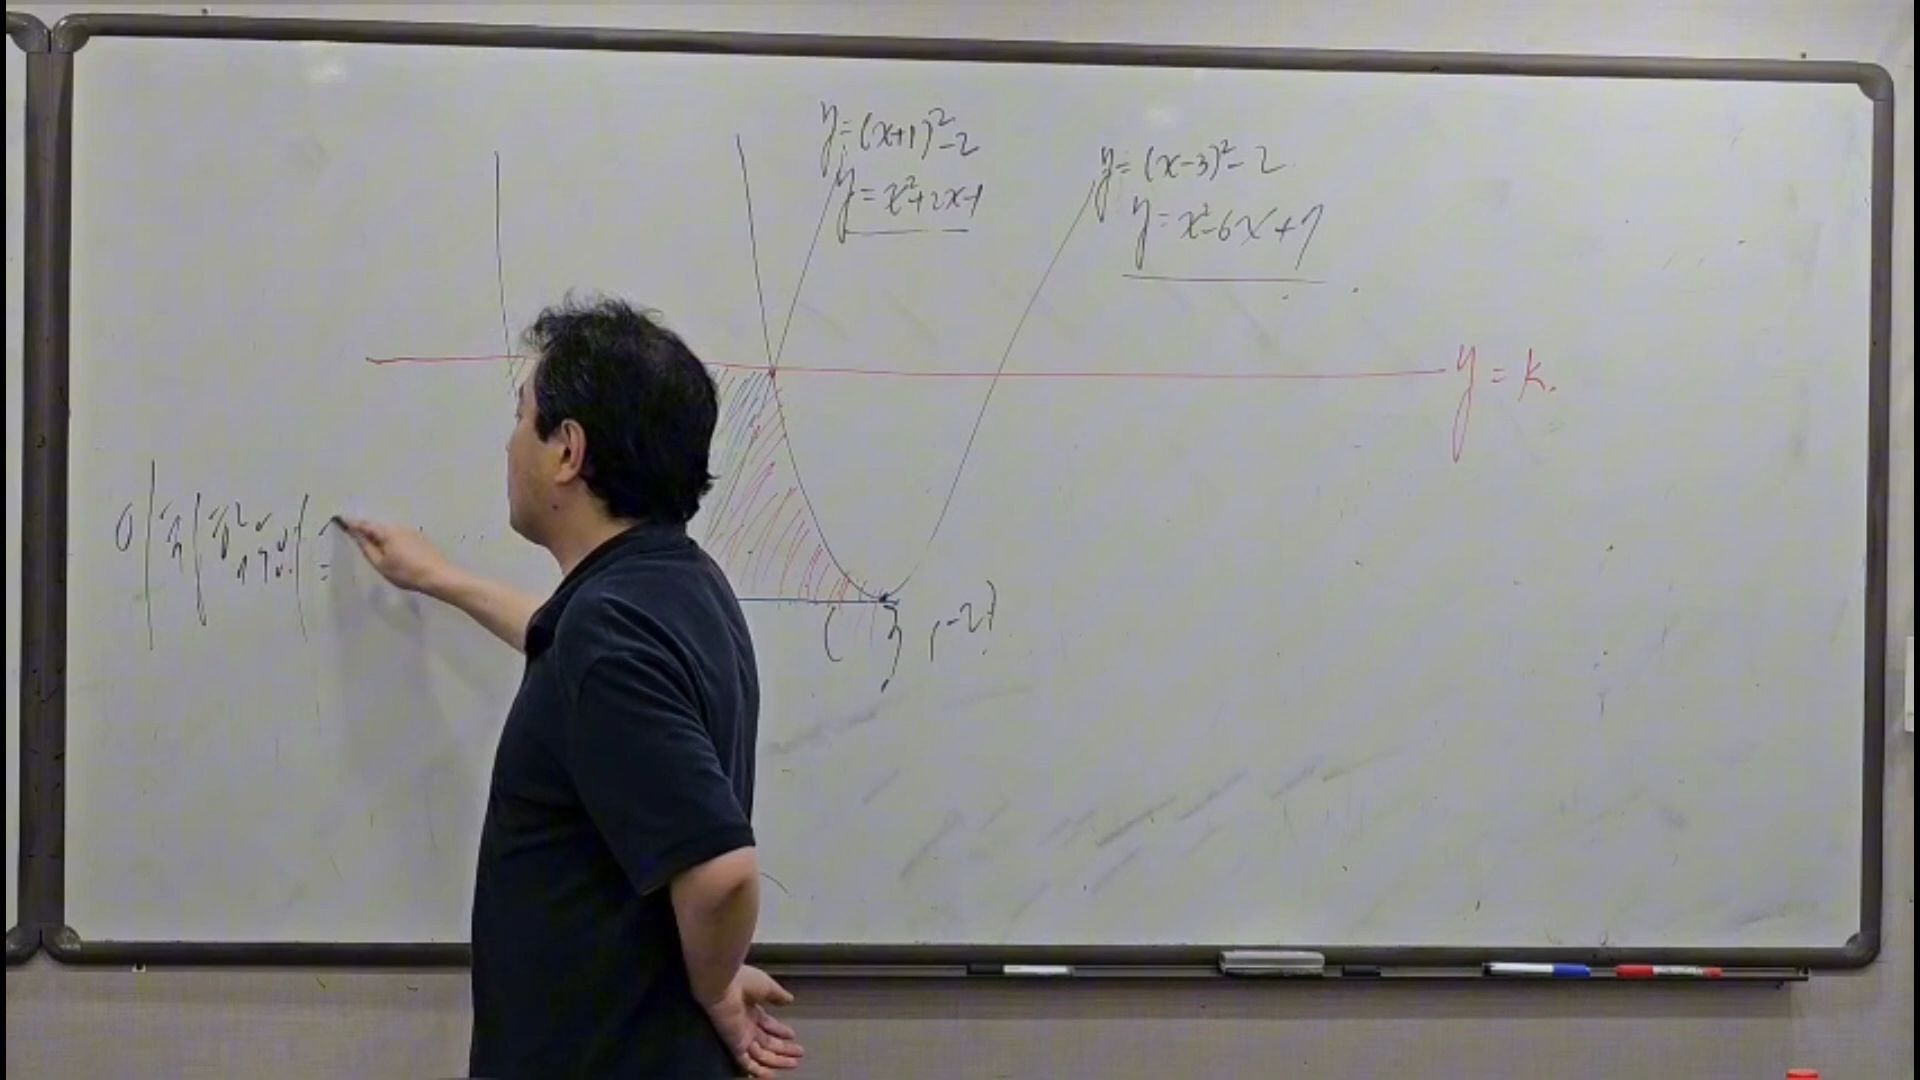 y=(x+1)²-2
y=x²+2x-1
y=(x-3)²-2
y=x²-6x+7
y=k.
(3, -2)